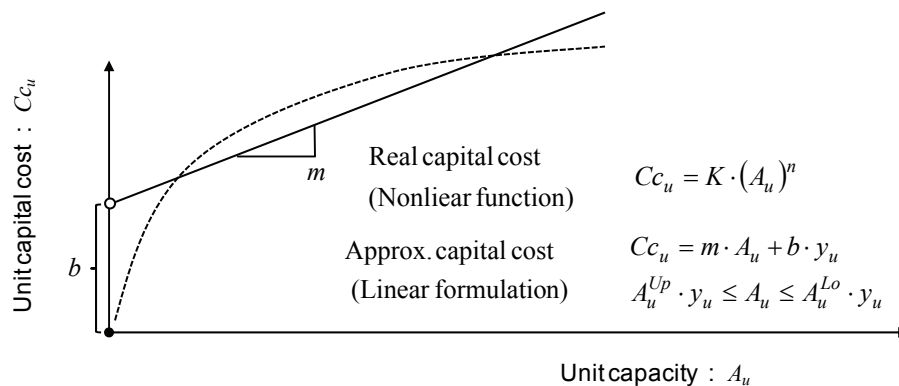 Unit capital cost : Cc_u
b
m
Real capital cost
(Nonliear function)
Cc_u = K · (A_u)^n
Approx. capital cost
(Linear formulation)
Cc_u = m · A_u + b · y_u
A_u^{Up} · y_u ≤ A_u ≤ A_u^{Lo} · y_u
Unit capacity : A_u